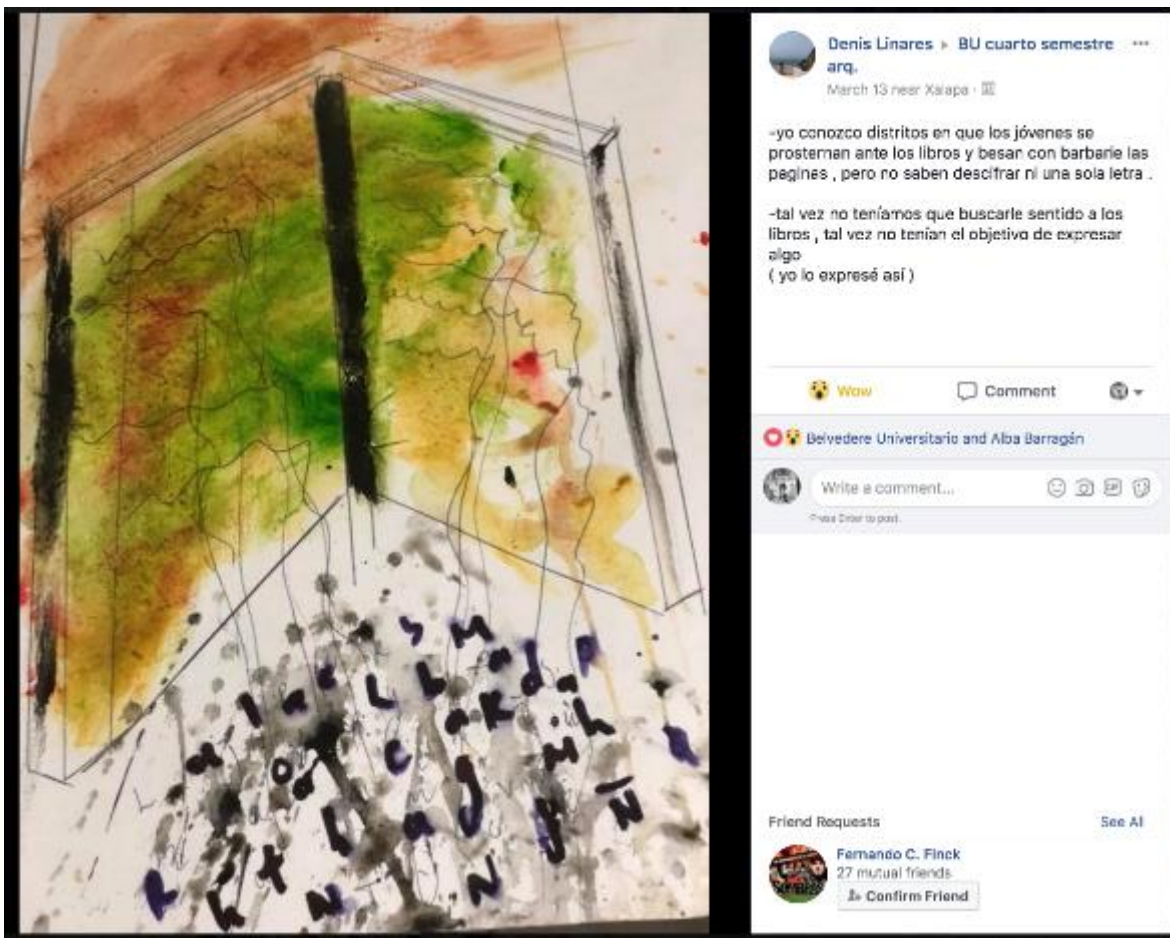 Denis Linares ▸ BU cuarto semestre ···
arq.
March 13 near Xalapa ·
-yo conozco distritos en que los jóvenes se
prosternan ante los libros y besan con barbarie las
paginas , pero no saben descifrar ni una sola letra .
-tal vez no teníamos que buscarle sentido a los
libros , tal vez no tenían el objetivo de expresar
algo
( yo lo expresé así )
Wow
Comment
Belvedere Universitario and Alba Barragán
Write a comment...
GIF
Press Enter to post.
Friend Requests
See All
Fernando C. Finck
27 mutual friends
Confirm Friend